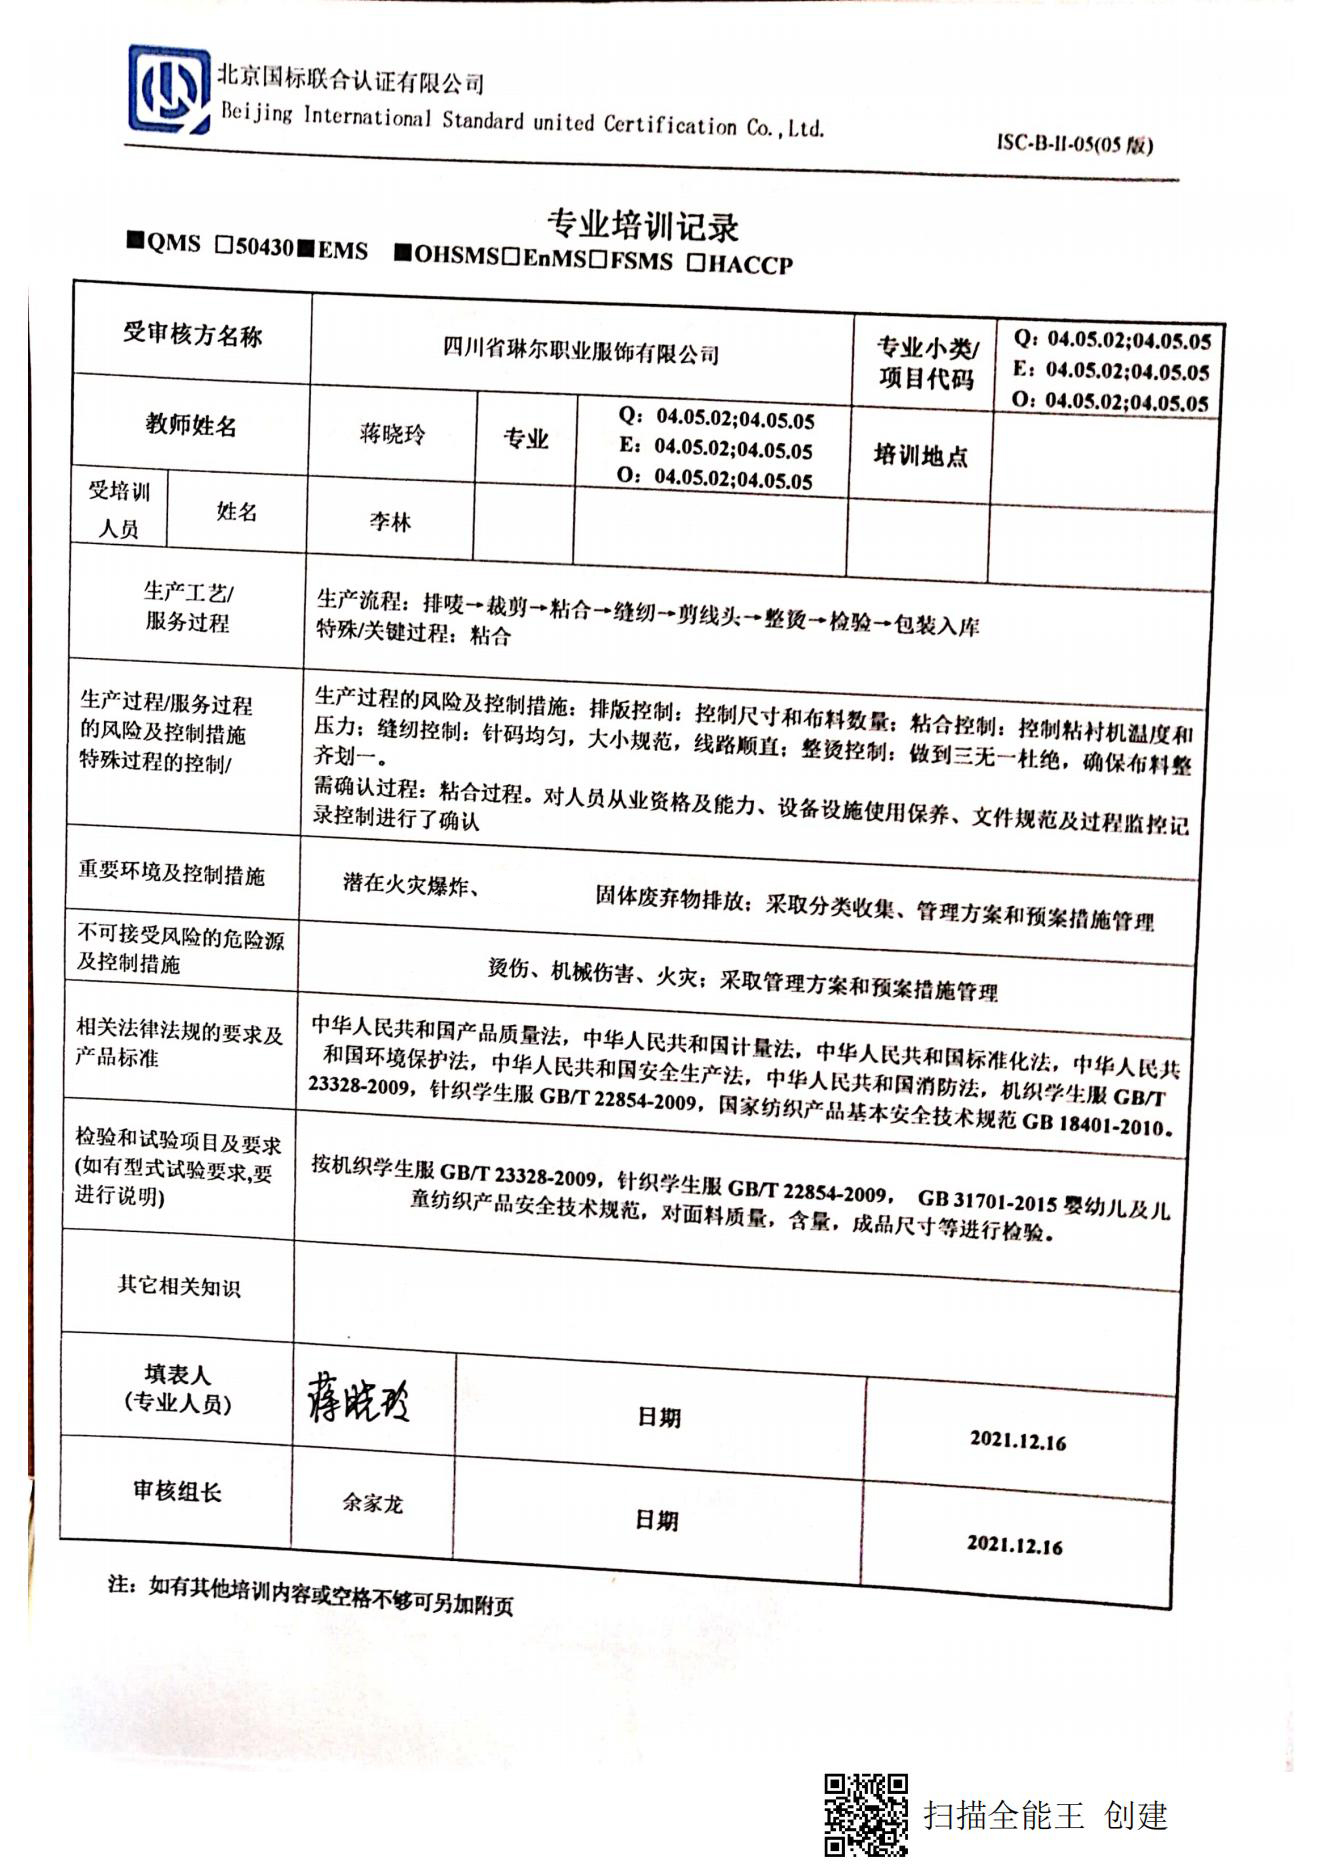 北京国标联合认证有限公司
Beijing International Standard united Certification Co.,Ltd.
ISC-B-II-05(05 版)
专业培训记录
■QMS □50430■EMS ■OHSMS□EnMS□FSMS □HACCP
受审核方名称
四川省琳尔职业服饰有限公司
专业小类/
项目代码
Q: 04.05.02;04.05.05
E: 04.05.02;04.05.05
O: 04.05.02;04.05.05
教师姓名
蒋晓玲
专业
Q: 04.05.02;04.05.05
E: 04.05.02;04.05.05
O: 04.05.02;04.05.05
培训地点
受培训
人员
姓名
李林
生产工艺/
服务过程
生产流程：排唛→裁剪→粘合→缝纫→剪线头→整烫→检验→包装入库
特殊/关键过程：粘合
生产过程/服务过程
的风险及控制措施
特殊过程的控制/
生产过程的风险及控制措施：排版控制：控制尺寸和布料数量；粘合控制：控制粘衬机温度和
压力；缝纫控制：针码均匀，大小规范，线路顺直；整烫控制：做到三无一杜绝，确保布料整
齐划一。
需确认过程：粘合过程。对人员从业资格及能力、设备设施使用保养、文件规范及过程监控记
录控制进行了确认
重要环境及控制措施
潜在火灾爆炸、 固体废弃物排放；采取分类收集、管理方案和预案措施管理
不可接受风险的危险源
及控制措施
烫伤、机械伤害、火灾；采取管理方案和预案措施管理
相关法律法规的要求及
产品标准
中华人民共和国产品质量法，中华人民共和国计量法，中华人民共和国标准化法，中华人民共
和国环境保护法，中华人民共和国安全生产法，中华人民共和国消防法，机织学生服 GB/T
23328-2009，针织学生服 GB/T 22854-2009，国家纺织产品基本安全技术规范 GB 18401-2010。
检验和试验项目及要求
(如有型式试验要求,要
进行说明)
按机织学生服 GB/T 23328-2009，针织学生服 GB/T 22854-2009， GB 31701-2015 婴幼儿及儿
童纺织产品安全技术规范，对面料质量，含量，成品尺寸等进行检验。
其它相关知识
填表人
(专业人员)
蒋晓玲
日期
2021.12.16
审核组长
余家龙
日期
2021.12.16
注：如有其他培训内容或空格不够可另加附页
扫描全能王 创建